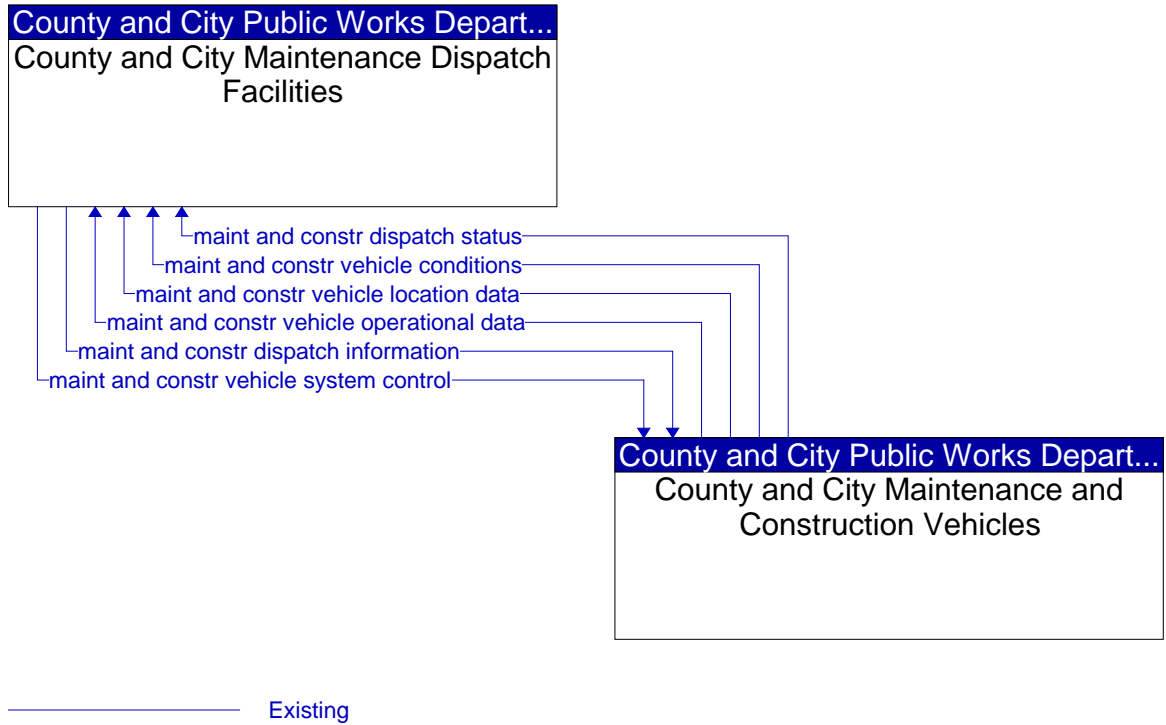 County and City Public Works Depart...
County and City Maintenance Dispatch
Facilities
maint and constr dispatch status
maint and constr vehicle conditions
maint and constr vehicle location data
maint and constr vehicle operational data
maint and constr dispatch information
maint and constr vehicle system control
County and City Public Works Depart...
County and City Maintenance and
Construction Vehicles
Existing